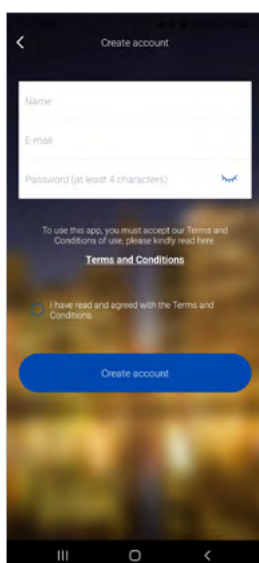 Create account
Name
E-mail
Password (at least 4 characters)
To use this app, you must accept our Terms and
Conditions of use, please kindly read here.
Terms and Conditions
I have read and agreed with the Terms and
Conditions
Create account